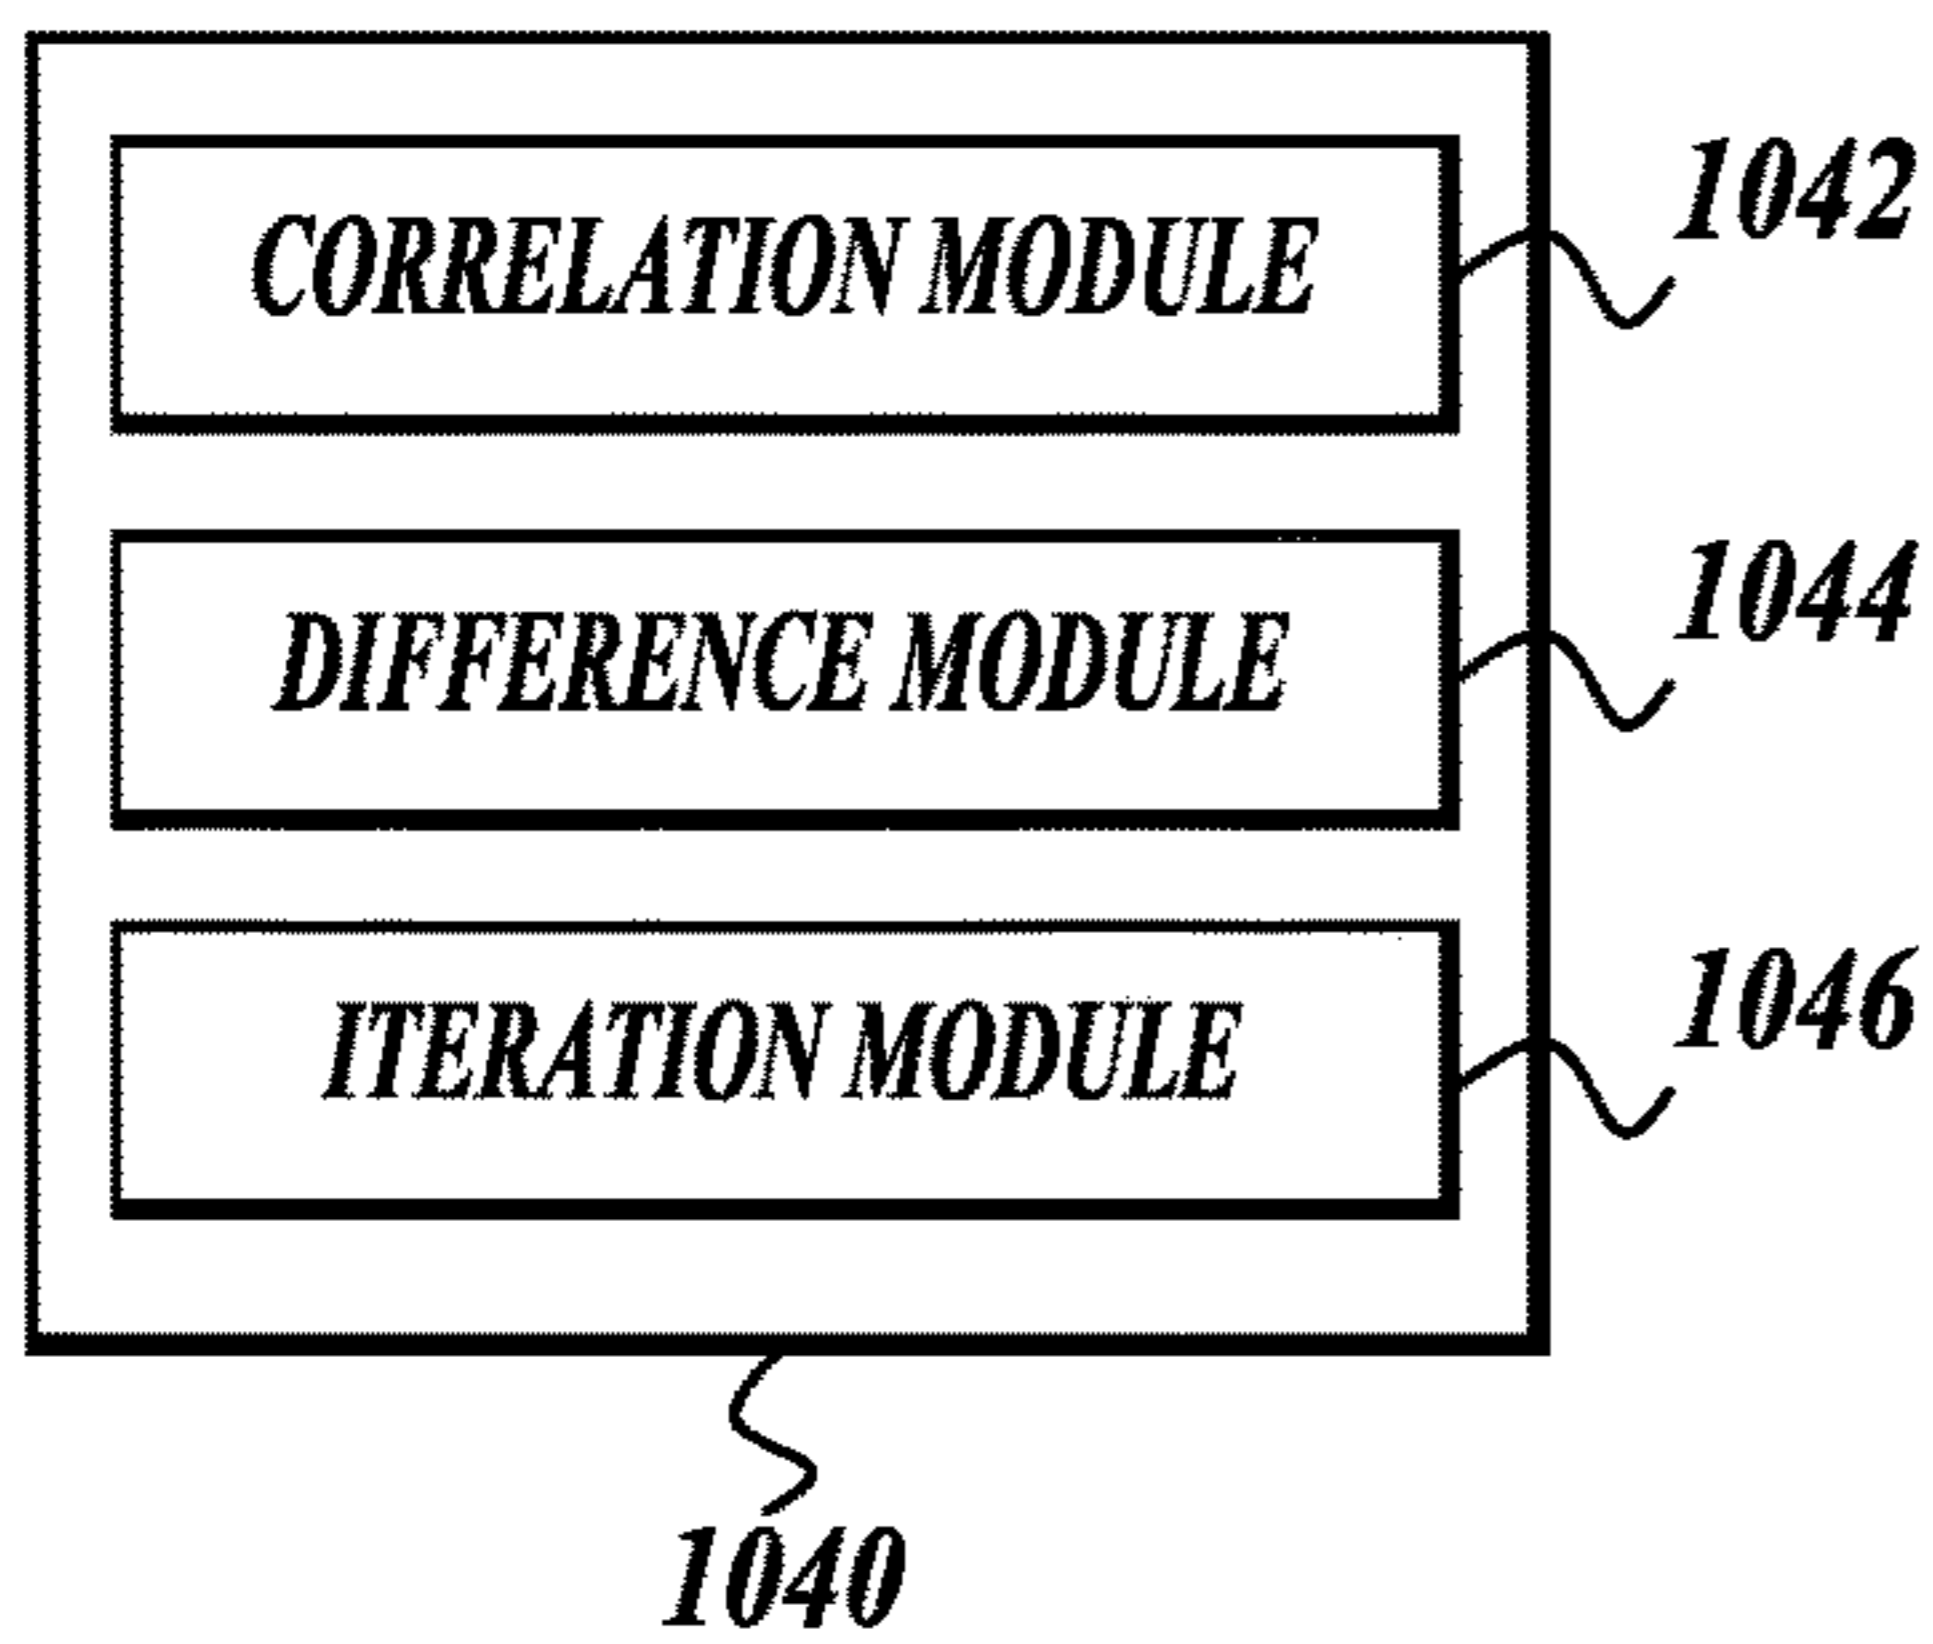 CORRELATION MODULE
1042
DIFFERENCE MODULE
1044
ITERATION MODULE
1046
1040